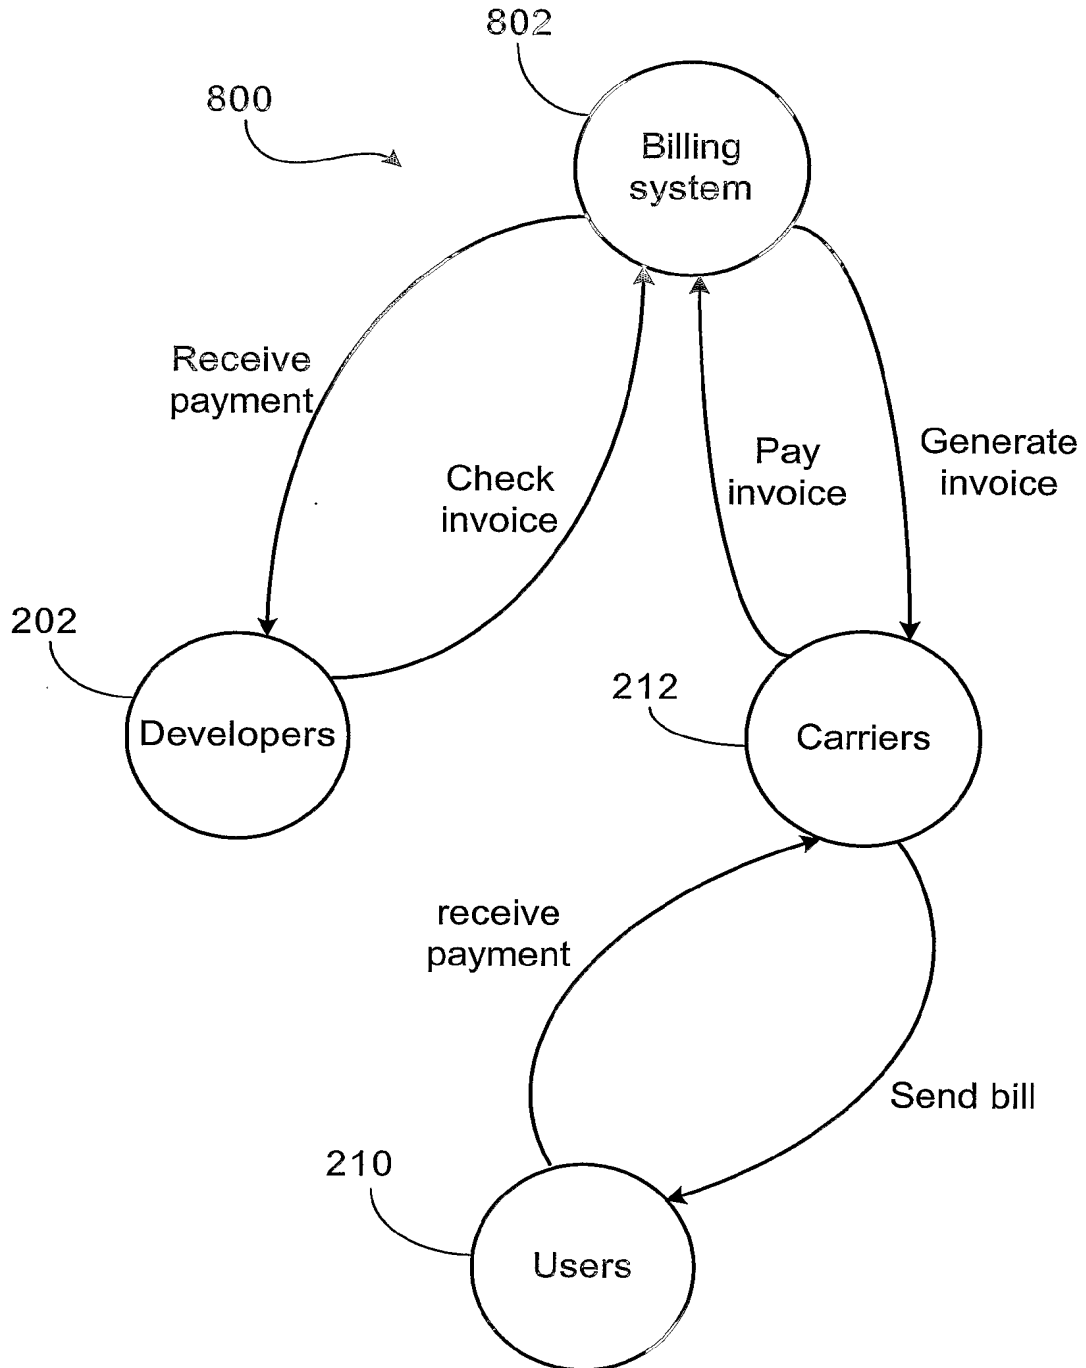 802
800
Billing
system
Receive
payment
Check
invoice
Pay
invoice
Generate
invoice
202
Developers
212
Carriers
receive
payment
Send bill
210
Users